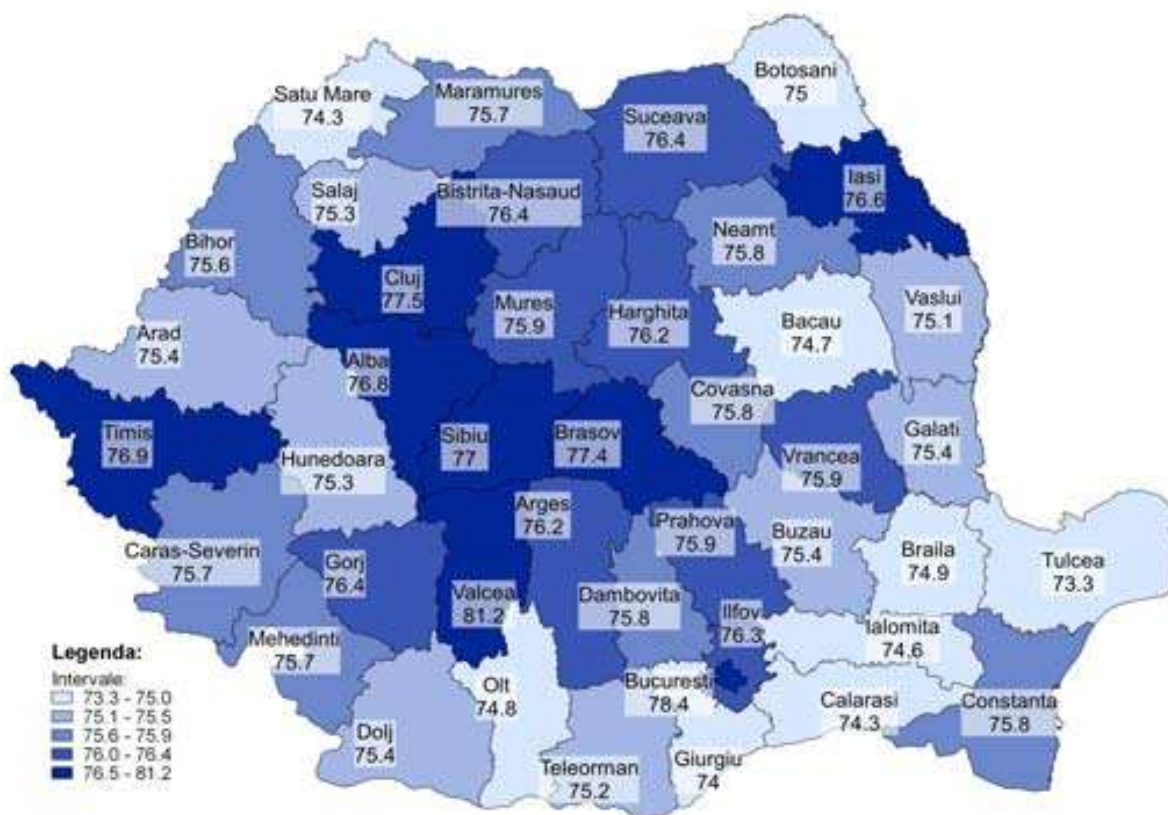 Botosani
75
Satu Mare
74.3
Maramures
75.7
Suceava
76.4
Iasi
76.6
Salaj
75.3
Bistrita-Nasaud
76.4
Neamt
75.8
Bihor
75.6
Cluj
77.5
Mures
75.9
Harghita
76.2
Bacau
74.7
Vaslui
75.1
Arad
75.4
Alba
76.8
Covasna
75.8
Timis
76.9
Hunedoara
75.3
Sibiu
77
Brasov
77.4
Vrancea
75.9
Galati
75.4
Arges
76.2
Prahova
75.9
Buzau
75.4
Braila
74.9
Tulcea
73.3
Caras-Severin
75.7
Gorj
76.4
Valcea
81.2
Dambovita
75.8
Ilfov
76.3
Ialomita
74.6
Mehedinti
75.7
Olt
74.8
Bucureşti
78.4
Calarasi
74.3
Constanta
75.8
Dolj
75.4
Teleorman
75.2
Giurgiu
74
Legenda:
Intervale:
73.3 - 75.0
75.1 - 75.5
75.6 - 75.9
76.0 - 76.4
76.5 - 81.2